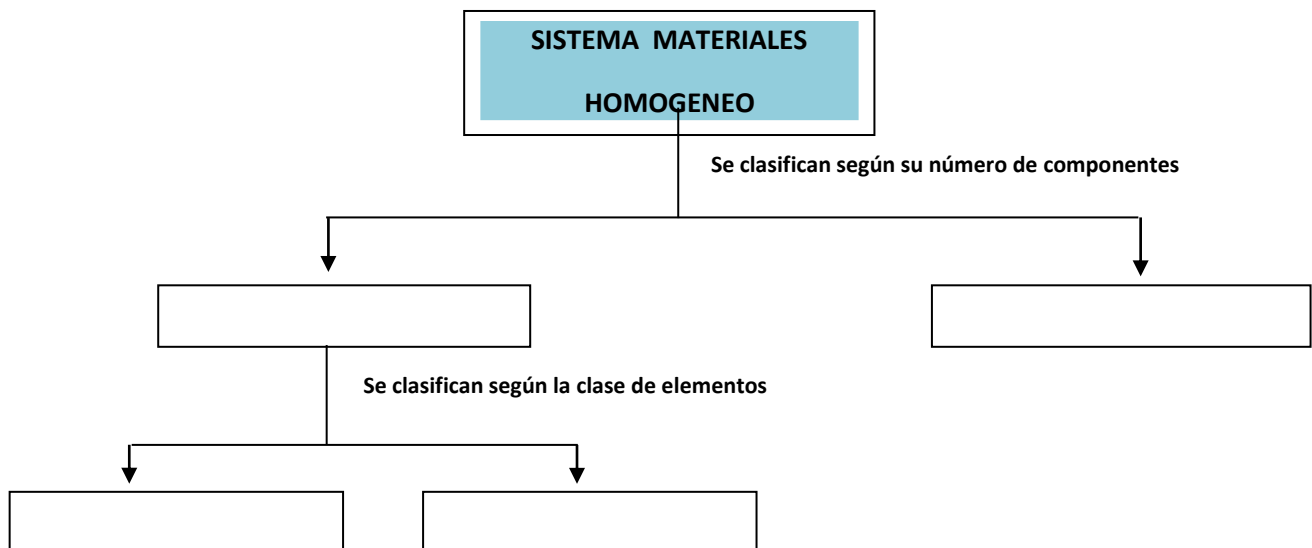 SISTEMA MATERIALES
HOMOGENEO
Se clasifican según su número de componentes
Se clasifican según la clase de elementos